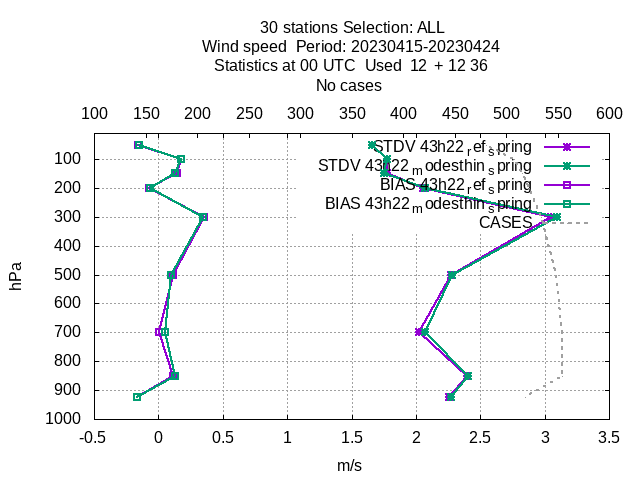 30 stations Selection: ALL
Wind speed  Period: 20230415-20230424
Statistics at 00 UTC  Used  12  + 12 36
No cases
100 150 200 250 300 350 400 450 500 550 600
STDV 43h22_ref_spring
STDV 43h22_modesthin_spring
BIAS 43h22_ref_spring
BIAS 43h22_modesthin_spring
CASES
100
200
300
400
500
600
700
800
900
1000
hPa
-0.5 0 0.5 1 1.5 2 2.5 3 3.5
m/s